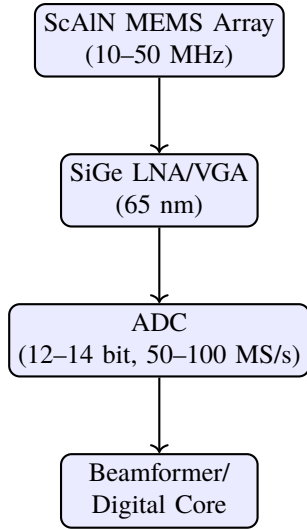 ScAlN MEMS Array
(10–50 MHz)
SiGe LNA/VGA
(65 nm)
ADC
(12–14 bit, 50–100 MS/s)
Beamformer/
Digital Core